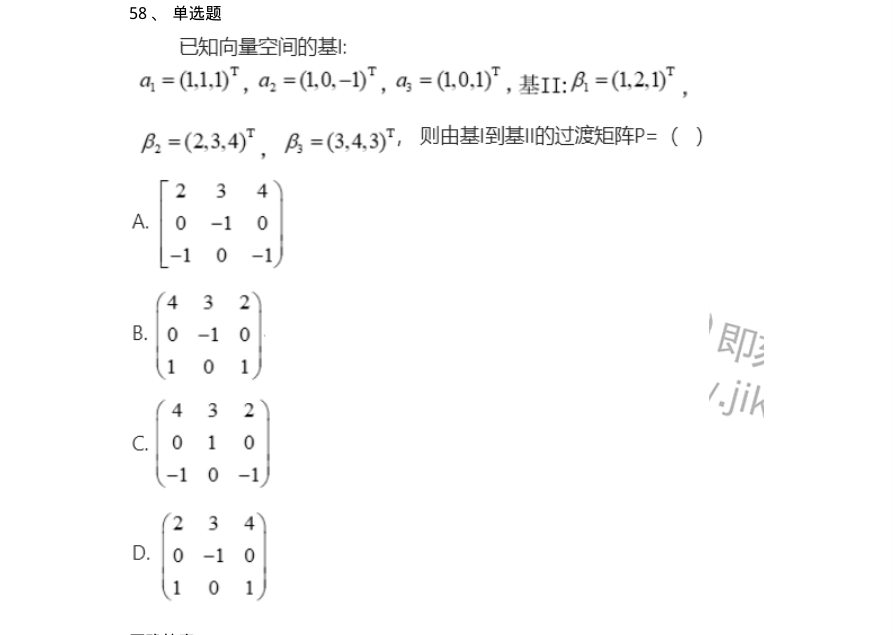 58 、 单选题
已知向量空间的基I:
a₁ = (1,1,1)ᵀ, a₂ = (1,0,−1)ᵀ, a₃ = (1,0,1)ᵀ, 基II: β₁ = (1,2,1)ᵀ,
β₂ = (2,3,4)ᵀ, β₃ = (3,4,3)ᵀ, 则由基I到基II的过渡矩阵P= ( )
2 3 4
A. 0 −1 0
−1 0 −1
4 3 2
B. 0 −1 0
1 0 1
4 3 2
C. 0 1 0
−1 0 −1
2 3 4
D. 0 −1 0
1 0 1
即
.jik